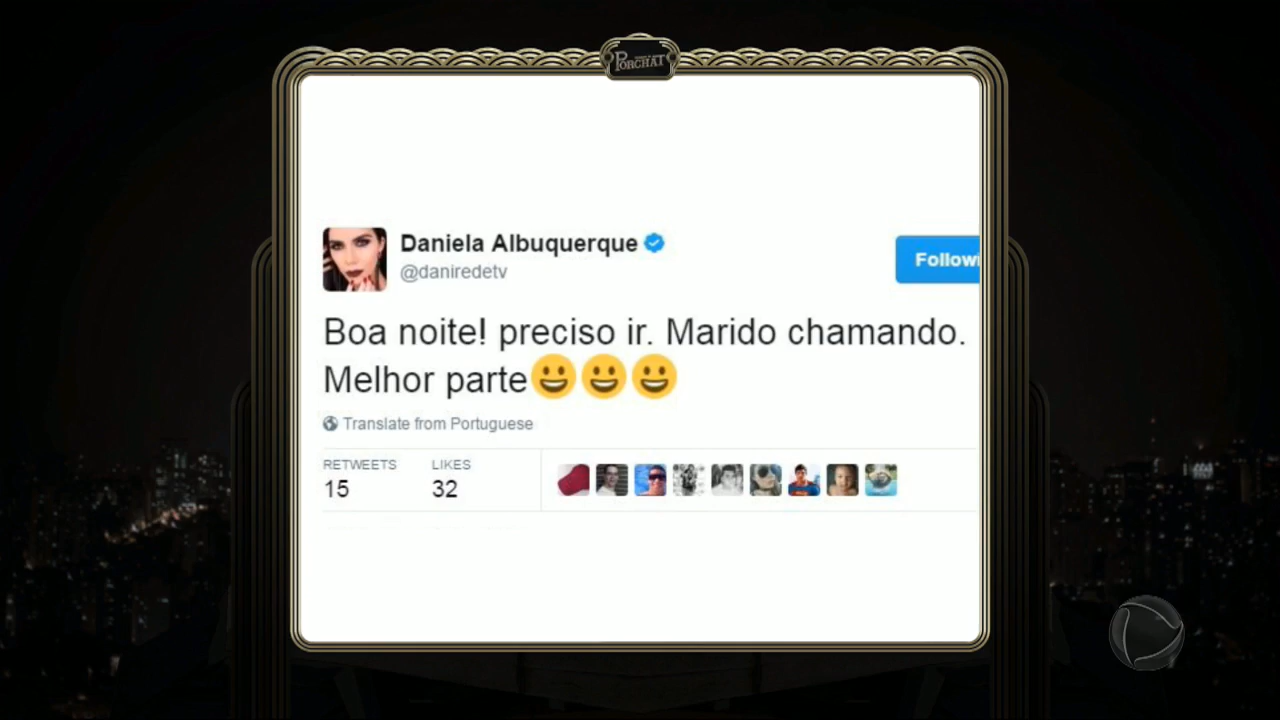 PORCHAT
Daniela Albuquerque
@daniredetv
Followi
Boa noite! preciso ir. Marido chamando.
Melhor parte😃😃😃
Translate from Portuguese
RETWEETS LIKES
15 32